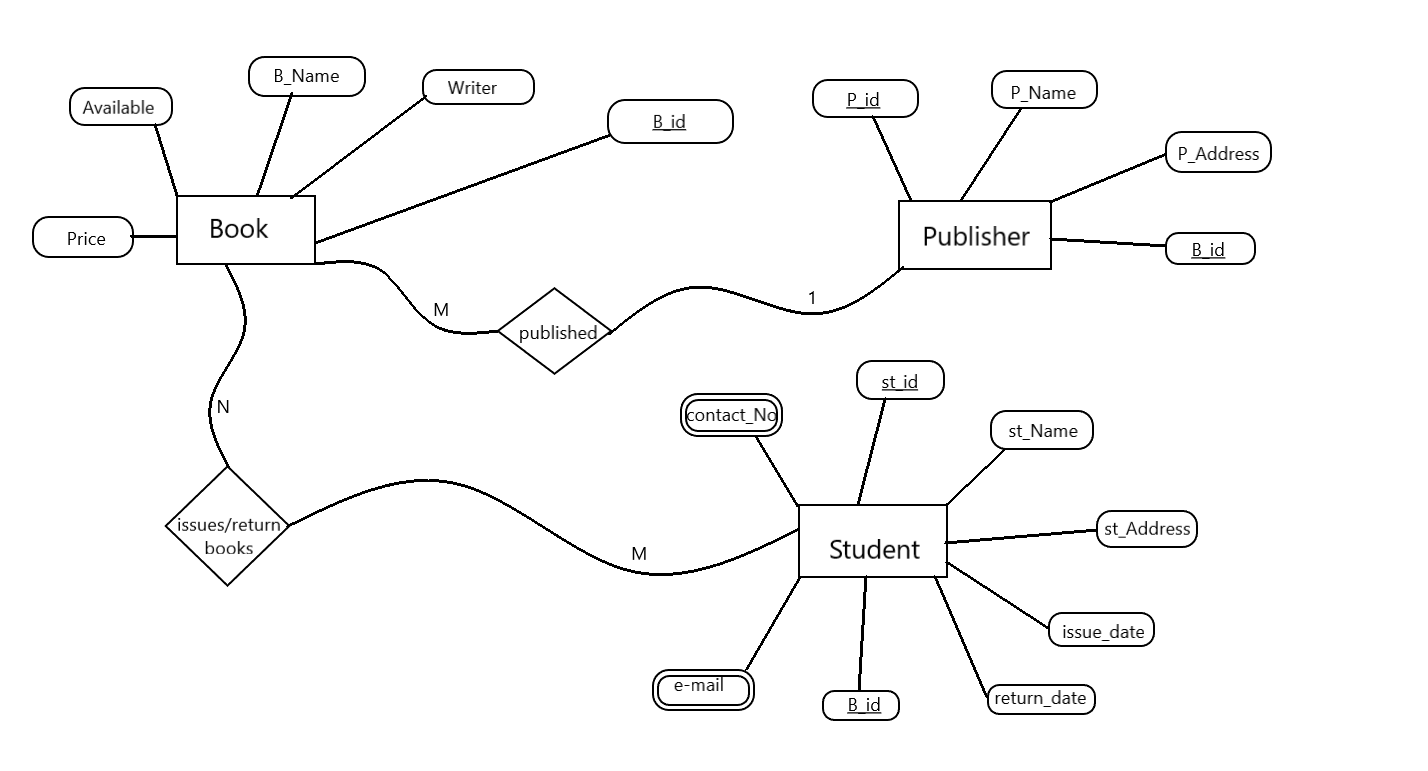 B_Name
Writer
Available
B_id
Price
Book
P_id
P_Name
P_Address
Publisher
B_id
M
published
1
N
issues/return
books
M
contact_No
st_id
st_Name
st_Address
Student
issue_date
e-mail
B_id
return_date